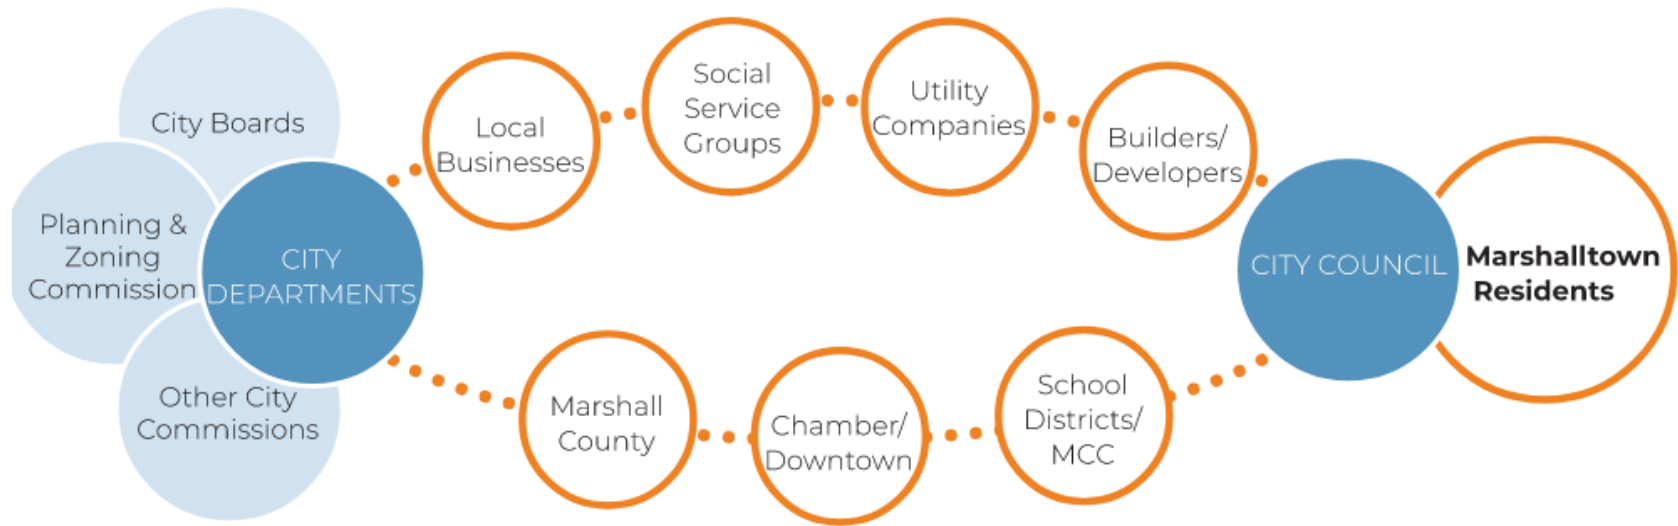 City Boards
Planning &
Zoning
Commission
Other City
Commissions
CITY
DEPARTMENTS
Local
Businesses
Social
Service
Groups
Utility
Companies
Builders/
Developers
Marshall
County
Chamber/
Downtown
School
Districts/
MCC
CITY COUNCIL
Marshalltown
Residents